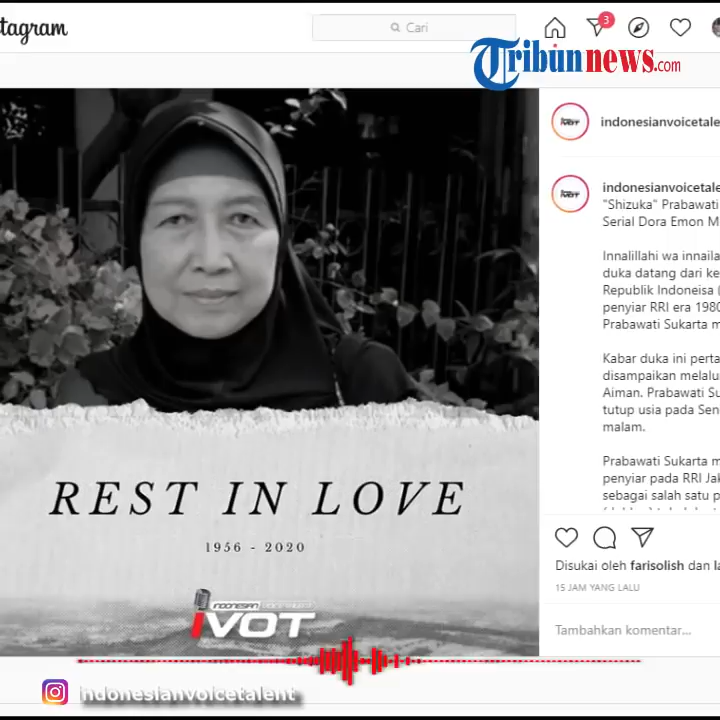 stagram
Cari
3
Tribunnews.com
indonesianvoicetale
indonesianvoicetale
"Shizuka" Prabawati
Serial Dora Emon M
Innalillahi wa innaila
duka datang dari ke
Republik Indoneisa (
penyiar RRI era 1980
Prabawati Sukarta m
Kabar duka ini perta
disampaikan melalu
Aiman. Prabawati Su
tutup usia pada Sen
malam.
Prabawati Sukarta m
penyiar pada RRI Jak
sebagai salah satu p
REST IN LOVE
1956 - 2020
INDONESIAN VOICE TALENT
IVOT
Disukai oleh farisolish dan la
15 JAM YANG LALU
Tambahkan komentar...
indonesianvoicetalent